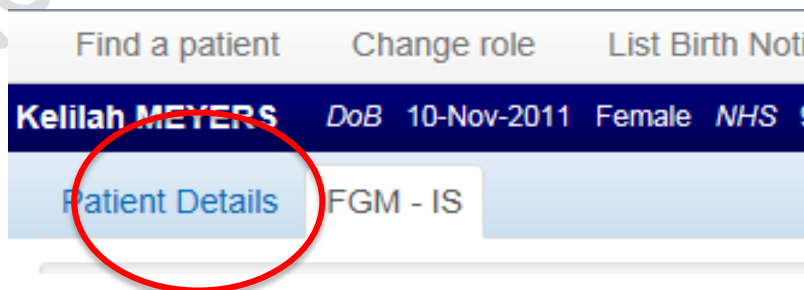 Find a patient Change role List Birth Noti
Kelilah MEYERS DoB 10-Nov-2011 Female NHS 9
Patient Details FGM - IS